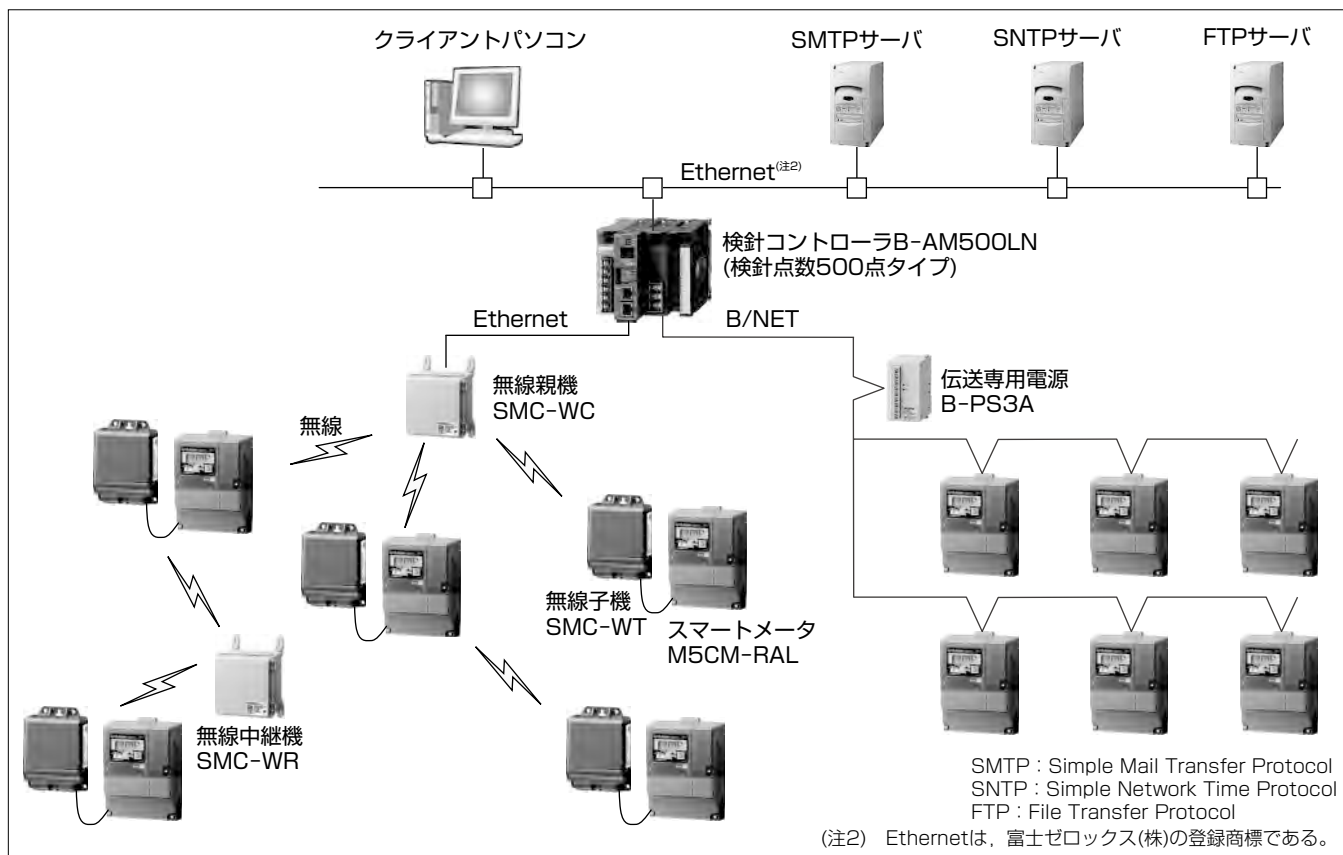 クライアントパソコン
SMTPサーバ
SNTPサーバ
FTPサーバ
Ethernet(注2)
検針コントローラB-AM500LN
(検針点数500点タイプ)
Ethernet
B/NET
無線親機
SMC-WC
伝送専用電源
B-PS3A
無線
無線子機
SMC-WT
スマートメータ
M5CM-RAL
無線中継機
SMC-WR
SMTP：Simple Mail Transfer Protocol
SNTP：Simple Network Time Protocol
FTP：File Transfer Protocol
(注2) Ethernetは，富士ゼロックス(株)の登録商標である。